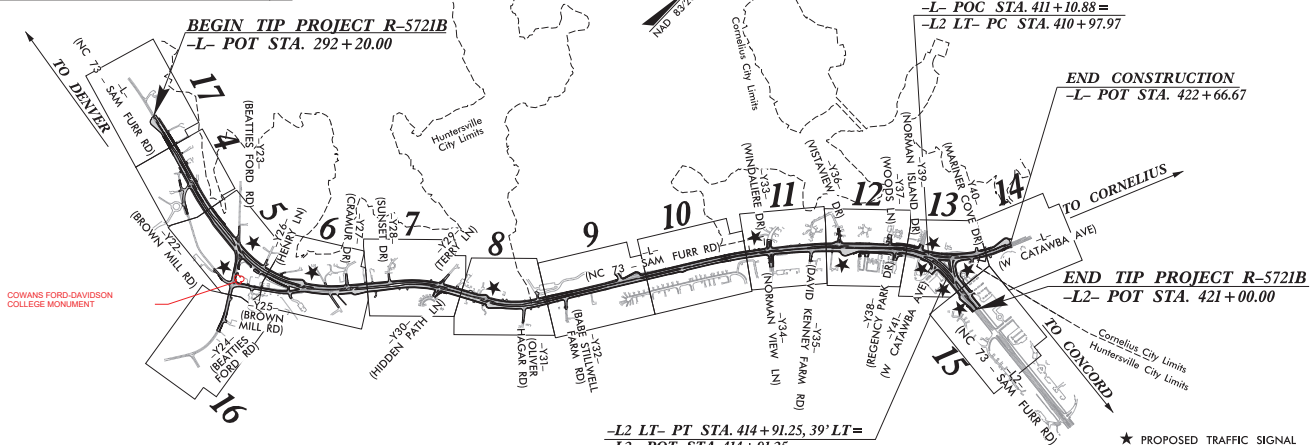 BEGIN TIP PROJECT R-5721B
-L- POT STA. 292+20.00
NAD 83/2
-L- POC STA. 411+10.88 =
-L2 LT- PC STA. 410+97.97
END CONSTRUCTION
-L- POT STA. 422+66.67
TO DENVER
-L-
(NC 73 - SAM FURR RD)
17
4
-Y23-
(BEATTIES FORD RD)
5
-Y26-
(HENRY LN)
6
-Y27-
(CRAMUR DR)
-Y28-
(SUNSET DR)
7
-Y29-
(TERRY LN)
8
Huntersville
City Limits
9
10
-L-
(NC 73 - SAM FURR RD)
-Y33-
(WINDALIERE DR)
11
-Y36-
(VISTAVIEW DR)
12
-Y37-
(WOODS LN)
-Y39-
(NORMAN ISLAND DR)
13
-Y40-
(MARINER COVE DR)
14
Cornelius
City Limits
TO CORNELIUS
-L-
(W CATAWBA AVE)
END TIP PROJECT R-5721B
-L2- POT STA. 421+00.00
-Y22-
(BROWN MILL RD)
COWANS FORD-DAVIDSON
COLLEGE MONUMENT
-Y25-
(BROWN
MILL RD)
-Y24-
(BEATTIES
FORD RD)
16
-Y30-
(HIDDEN PATH LN)
-Y31-
(OLIVER
HAGAR RD)
-Y32-
(BABE STILLWELL
FARM RD)
-Y34-
(NORMAN VIEW LN)
-Y35-
(DAVID KENNEY FARM RD)
-Y38-
(REGENCY PARK DR)
-Y41-
(W CATAWBA AVE)
15
-L2-
(NC 73 - SAM FURR RD)
TO CONCORD
Cornelius City Limits
Huntersville City Limits
-L2 LT- PT STA. 414+91.25, 39' LT=
-L2- POT STA. 414+91.25
★ PROPOSED TRAFFIC SIGNAL